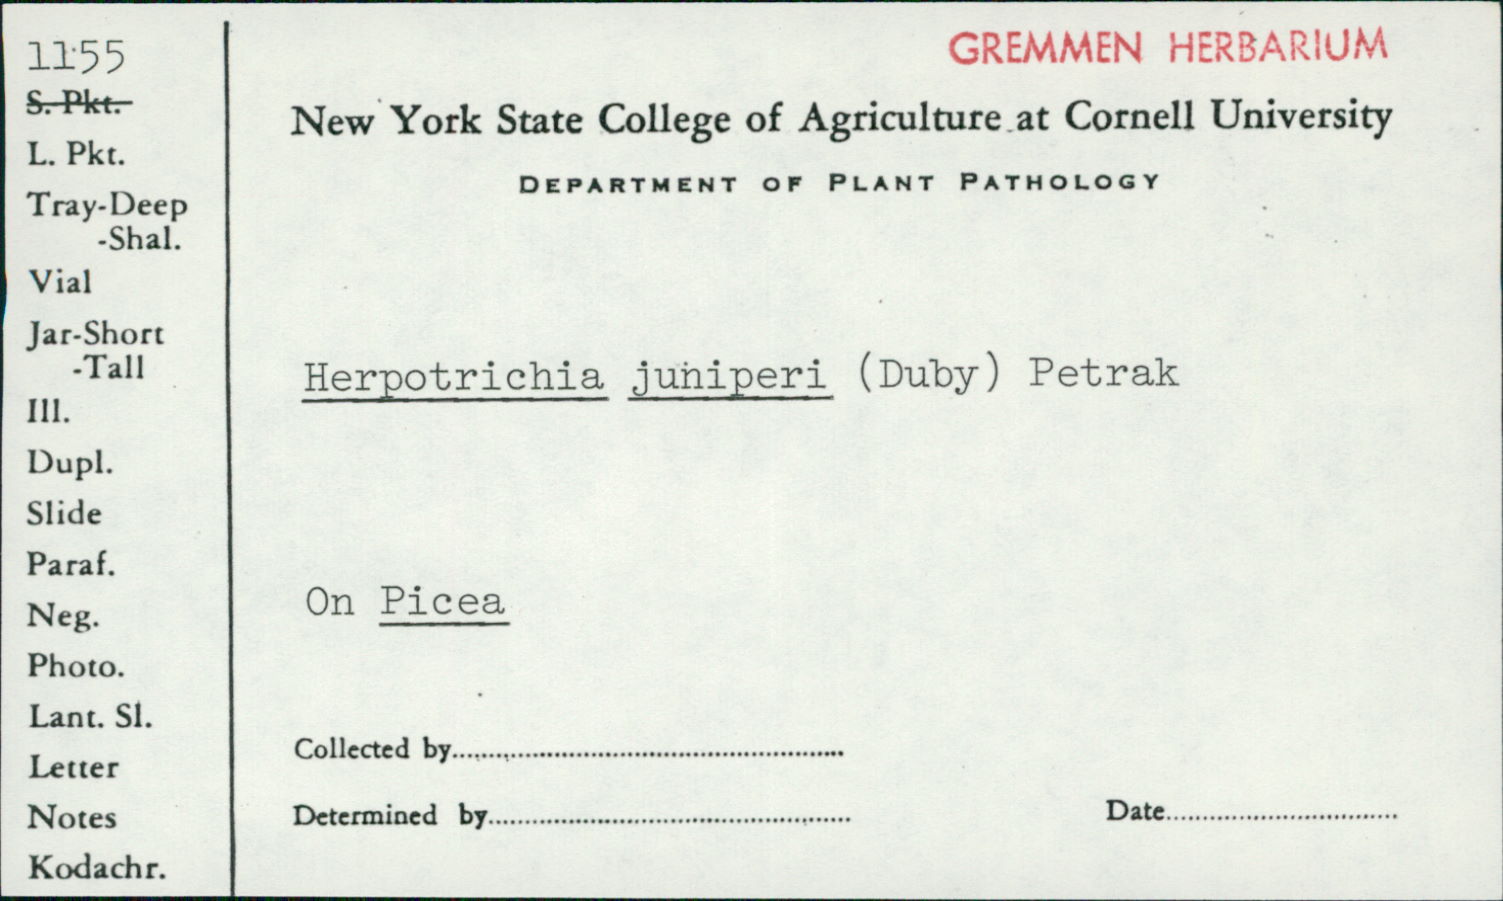 1155
S. Pkt.
L. Pkt.
Tray-Deep
-Shal.
Vial
Jar-Short
-Tall
Ill.
Dupl.
Slide
Paraf.
Neg.
Photo.
Lant. Sl.
Letter
Notes
Kodachr.
GREMMEN HERBARIUM
New York State College of Agriculture at Cornell University
DEPARTMENT OF PLANT PATHOLOGY
Herpotrichia juniperi (Duby) Petrak
On Picea
Collected by
Determined by
Date